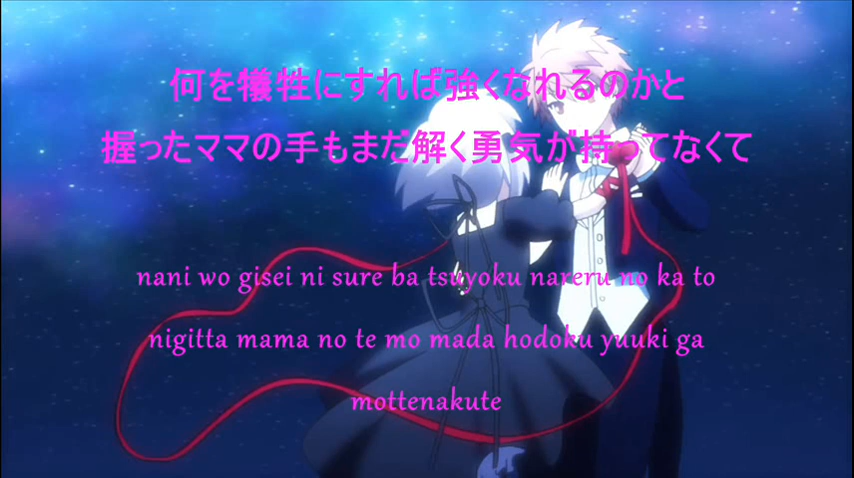 何を犠牲にすれば強くなれるのかと
握ったママの手もまだ解く勇気が持ってなくて
nani wo gisei ni sure ba tsuyoku nareru no ka to
nigitta mama no te mo mada hodoku yuuki ga
mottenakute